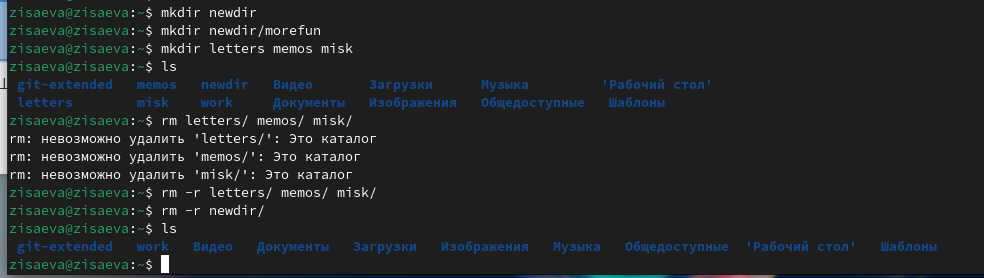 zisaeva@zisaeva:~$ mkdir newdir
zisaeva@zisaeva:~$ mkdir newdir/morefun
zisaeva@zisaeva:~$ mkdir letters memos misk
zisaeva@zisaeva:~$ ls
git-extended memos newdir Видео Загрузки Музыка 'Рабочий стол'
letters misk work Документы Изображения Общедоступные Шаблоны
zisaeva@zisaeva:~$ rm letters/ memos/ misk/
rm: невозможно удалить 'letters/': Это каталог
rm: невозможно удалить 'memos/': Это каталог
rm: невозможно удалить 'misk/': Это каталог
zisaeva@zisaeva:~$ rm -r letters/ memos/ misk/
zisaeva@zisaeva:~$ rm -r newdir/
zisaeva@zisaeva:~$ ls
git-extended work Видео Документы Загрузки Изображения Музыка Общедоступные 'Рабочий стол' Шаблоны
zisaeva@zisaeva:~$